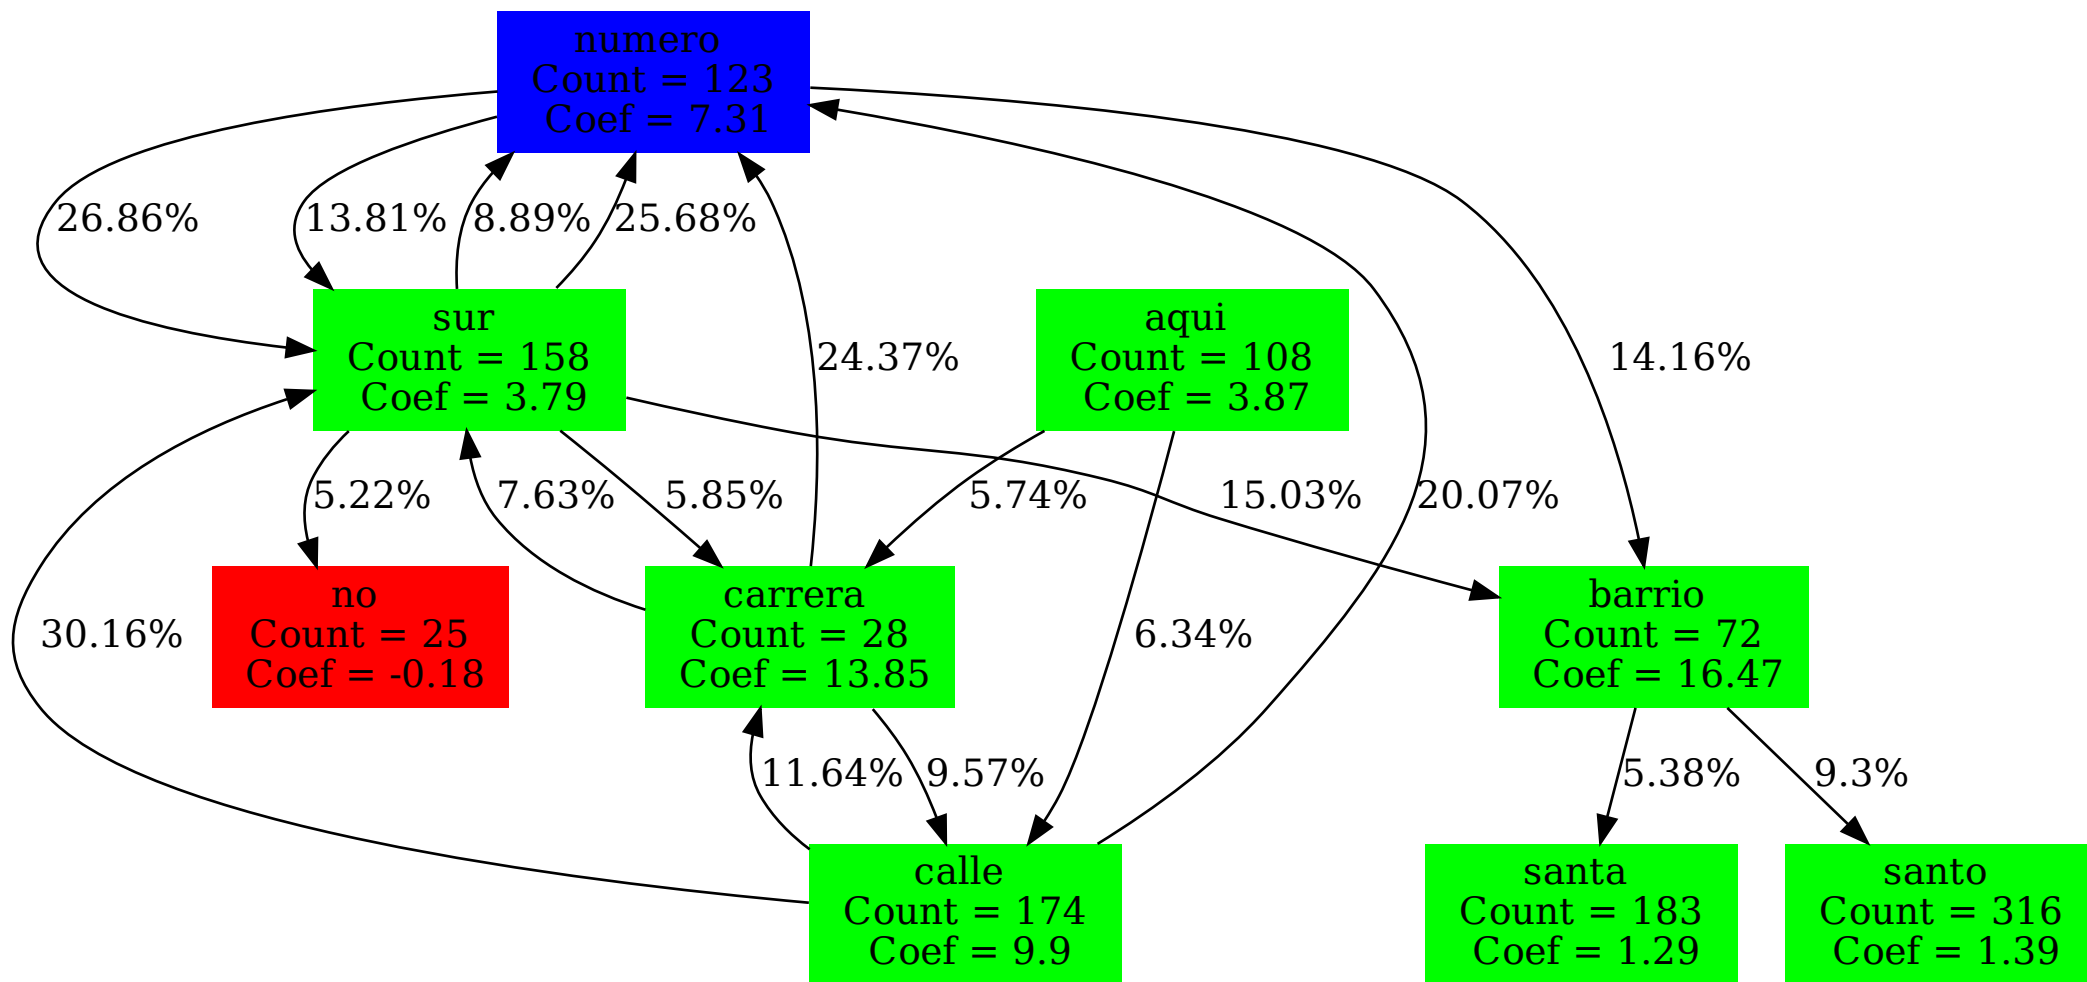 numero
Count = 123
Coef = 7.31
26.86%
13.81%
8.89%
25.68%
sur
Count = 158
Coef = 3.79
aqui
Count = 108
Coef = 3.87
24.37%
14.16%
5.22%
7.63%
5.85%
5.74%
15.03%
20.07%
no
Count = 25
Coef = -0.18
carrera
Count = 28
Coef = 13.85
barrio
Count = 72
Coef = 16.47
30.16%
6.34%
11.64%
9.57%
5.38%
9.3%
calle
Count = 174
Coef = 9.9
santa
Count = 183
Coef = 1.29
santo
Count = 316
Coef = 1.39